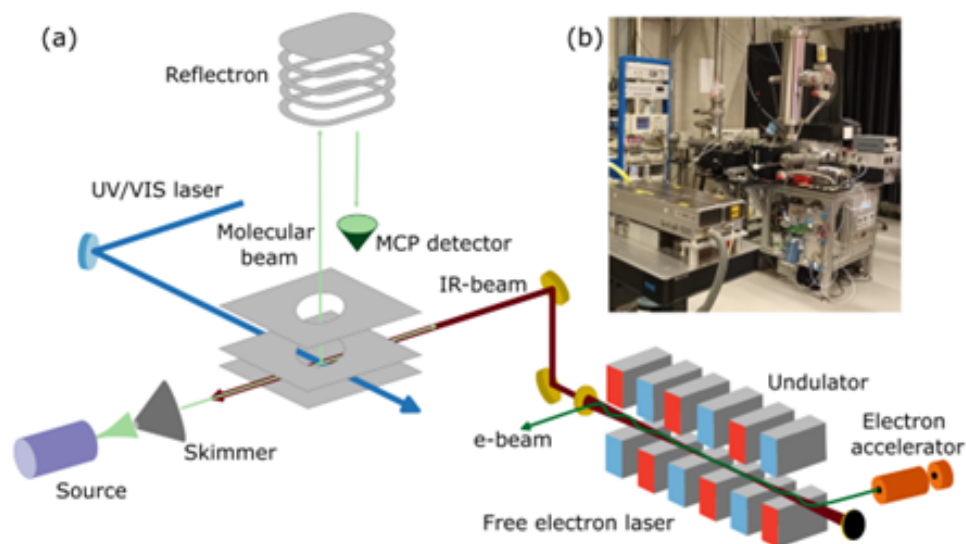 (a)
(b)
Reflectron
UV/VIS laser
Molecular
beam
MCP detector
IR-beam
Undulator
Electron
accelerator
e-beam
Skimmer
Source
Free electron laser